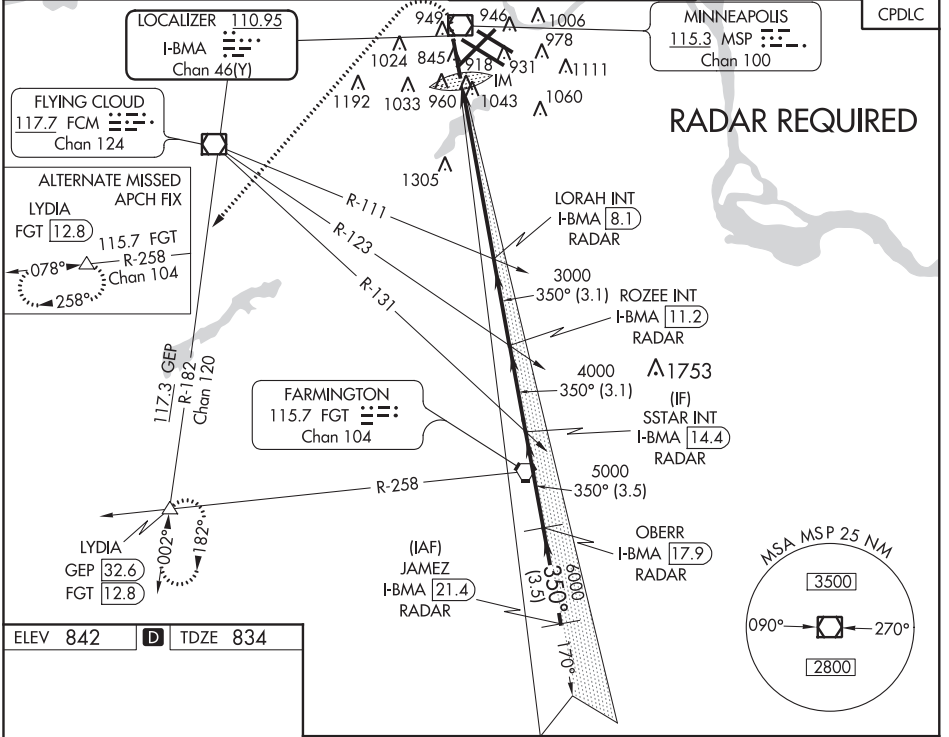 LOCALIZER 110.95
I-BMA
Chan 46(Y)
949
946
1006
MINNEAPOLIS
115.3 MSP
Chan 100
CPDLC
1024
845
918
931
978
1111
IM
1192
1033
960
1043
1060
RADAR REQUIRED
FLYING CLOUD
117.7 FCM
Chan 124
1305
ALTERNATE MISSED
APCH FIX
LYDIA
FGT 12.8
115.7 FGT
R-258
Chan 104
078°
258°
R-111
R-123
R-131
LORAH INT
I-BMA 8.1
RADAR
3000
350° (3.1)
ROZEE INT
I-BMA 11.2
RADAR
4000
350° (3.1)
1753
(IF)
SSTAR INT
I-BMA 14.4
RADAR
117.3 GEP
R-182
Chan 120
FARMINGTON
115.7 FGT
Chan 104
5000
350° (3.5)
R-258
OBERR
I-BMA 17.9
RADAR
LYDIA
GEP 32.6
FGT 12.8
002°
182°
(IAF)
JAMEZ
I-BMA 21.4
RADAR
6000
350°
(3.5)
170°
MSA MSP 25 NM
3500
090°
270°
2800
ELEV 842
D
TDZE 834